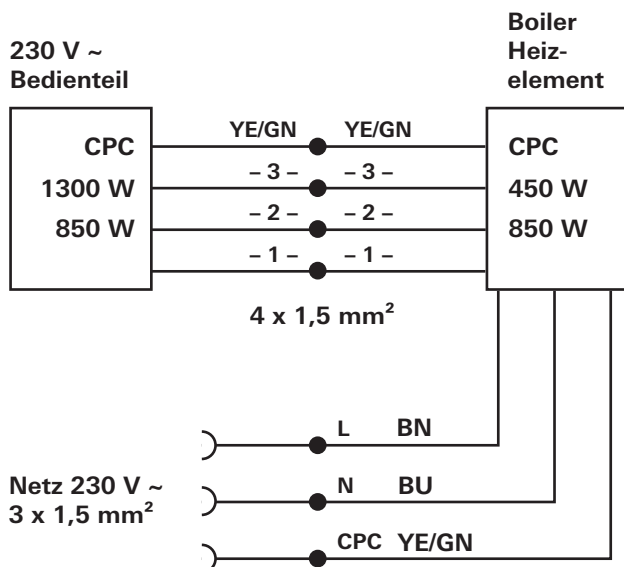 230 V ~
Bedienteil
Boiler
Heiz-
element
CPC
YE/GN
YE/GN
CPC
1300 W
– 3 –
– 3 –
450 W
850 W
– 2 –
– 2 –
850 W
– 1 –
– 1 –
4 x 1,5 mm²
L
BN
Netz 230 V ~
3 x 1,5 mm²
N
BU
CPC
YE/GN